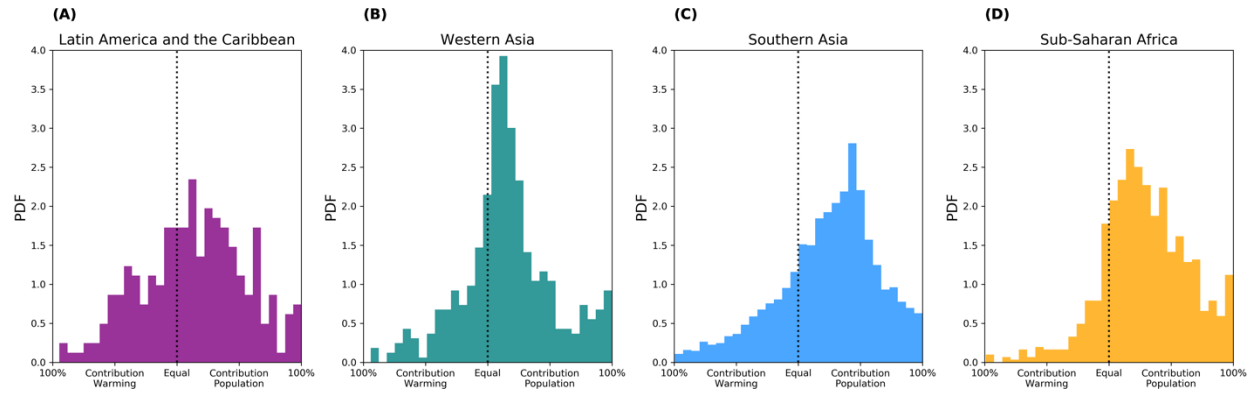 (A)
Latin America and the Caribbean
PDF
4.0
3.5
3.0
2.5
2.0
1.5
1.0
0.5
0.0
100%
Contribution
Warming
Equal
Contribution
Population
100%
(B)
Western Asia
PDF
4.0
3.5
3.0
2.5
2.0
1.5
1.0
0.5
0.0
100%
Contribution
Warming
Equal
Contribution
Population
100%
(C)
Southern Asia
PDF
4.0
3.5
3.0
2.5
2.0
1.5
1.0
0.5
0.0
100%
Contribution
Warming
Equal
Contribution
Population
100%
(D)
Sub-Saharan Africa
PDF
4.0
3.5
3.0
2.5
2.0
1.5
1.0
0.5
0.0
100%
Contribution
Warming
Equal
Contribution
Population
100%